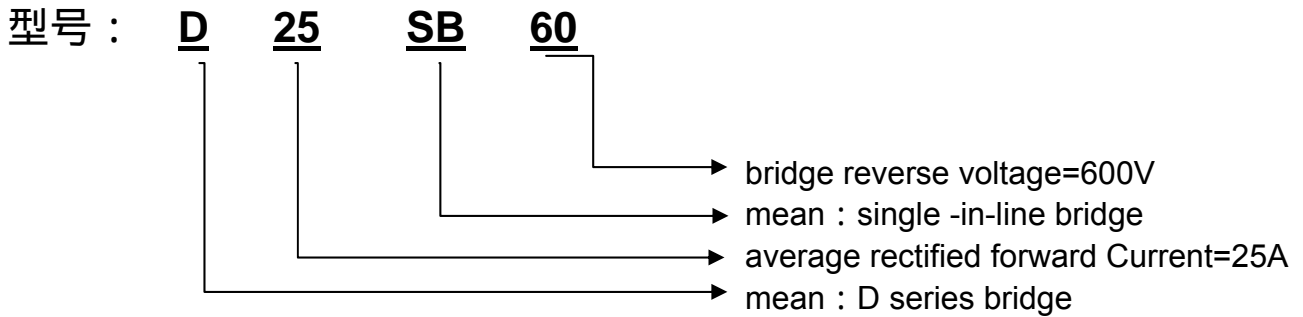 型号： D 25 SB 60
bridge reverse voltage=600V
mean：single -in-line bridge
average rectified forward Current=25A
mean：D series bridge